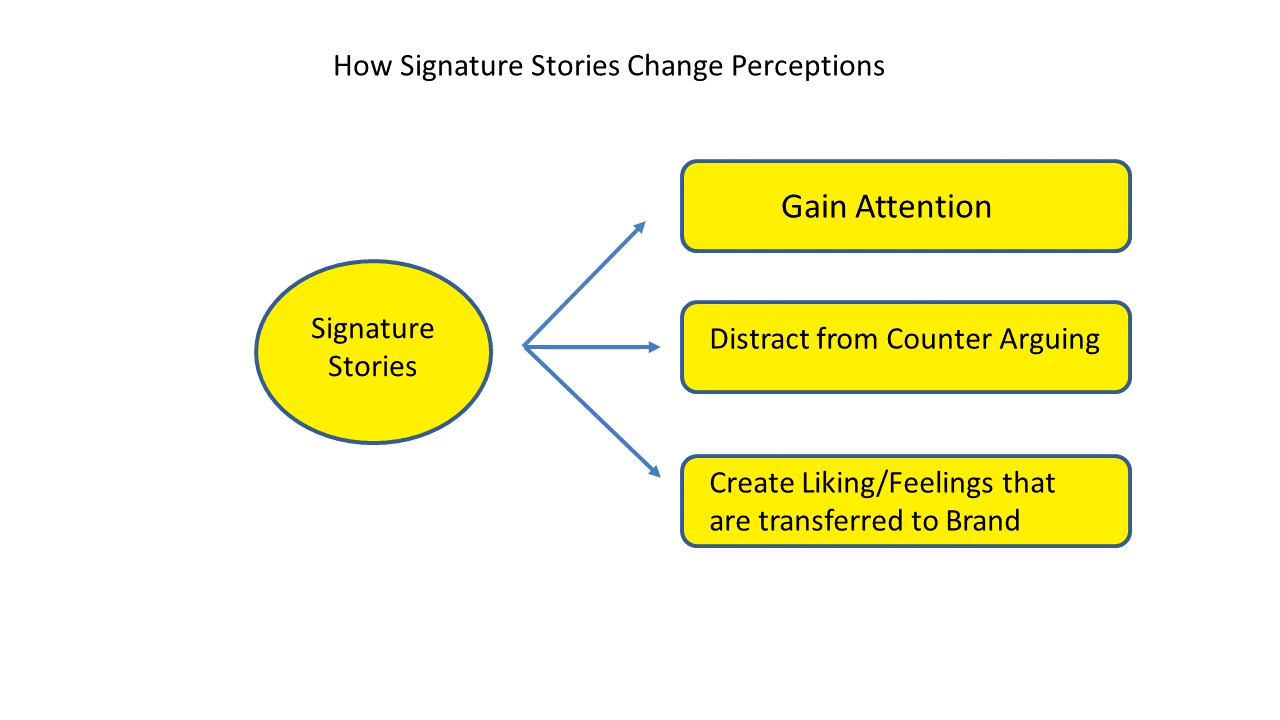 How Signature Stories Change Perceptions
Gain Attention
Signature
Stories
Distract from Counter Arguing
Create Liking/Feelings that
are transferred to Brand